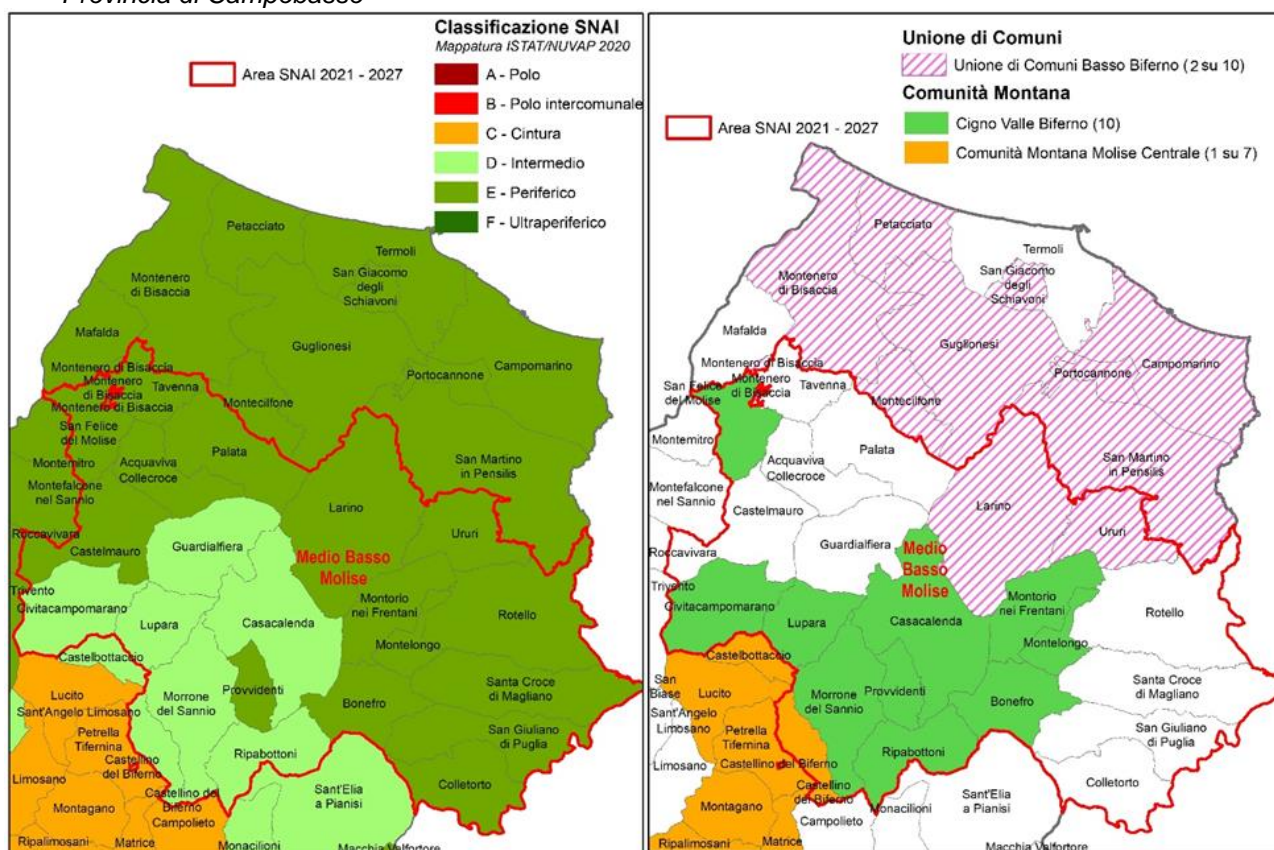 Provincia di Campobasso
Classificazione SNAI
Mappatura ISTAT/NUVAP 2020
Area SNAI 2021 - 2027
A - Polo
B - Polo intercomunale
C - Cintura
D - Intermedio
E - Periferico
F - Ultraperiferico
Petacciato
Termoli
San Giacomo
degli
Schiavoni
Montenero
di Bisaccia
Mafalda
Guglionesi
Campomarino
Portocannone
Montenero di Bisaccia
Montenero
di Bisaccia
Montenero di Bisaccia
Tavenna
Montecilfone
San Felice
del Molise
Palata
Montemitro
Acquaviva
Collecroce
San Martino
in Pensilis
Montefalcone
nel Sannio
Larino
Ururi
Roccavivara
Castelmauro
Guardialfiera
Medio Basso
Molise
Trivento
Civitacampomarano
Lupara
Casacalenda
Montorio
nei Frentani
Rotello
Montelongo
Castelbottaccio
Lucito
Morrone
del Sannio
Provvidenti
Bonefro
Santa Croce
di Magliano
Sant'Angelo Limosano
Petrella
Tifernina
San Giuliano
di Puglia
Limosano
Castellino
del Biferno
Ripabottoni
Colletorto
Montagano
Castellino del
Biferno
Sant'Elia
a Pianisi
Campolieto
Ripalimosani
Matrice
Monacilioni
Macchia Valfortore
Unione di Comuni
Unione di Comuni Basso Biferno (2 su 10)
Comunità Montana
Area SNAI 2021 - 2027
Cigno Valle Biferno (10)
Comunità Montana Molise Centrale (1 su 7)
Petacciato
Termoli
San Giacomo
degli
Schiavoni
Montenero
di Bisaccia
Mafalda
Guglionesi
Campomarino
Portocannone
Montenero di Bisaccia
Montenero
di Bisaccia
Tavenna
San Felice
del Molise
Montecilfone
Montemitro
Palata
Acquaviva
Collecroce
San Martino
in Pensilis
Montefalcone
nel Sannio
Larino
Castelmauro
Ururi
Roccavivara
Guardialfiera
Medio
Basso
Molise
Trivento
Civitacampomarano
Lupara
Casacalenda
Montorio
nei Frentani
Rotello
Montelongo
Castelbottaccio
San
Biase
Lucito
Morrone
del Sannio
Provvidenti
Bonefro
Santa Croce
di Magliano
Sant'Angelo
Limosano
Petrella
Tifernina
San Giuliano
di Puglia
Limosano
Castellino del Biferno
Ripabottoni
Colletorto
Montagano
Castellino
del Biferno
Sant'Elia
a Pianisi
Monacilioni
Campolieto
Ripalimosani
Matrice
Macchia Valfortore